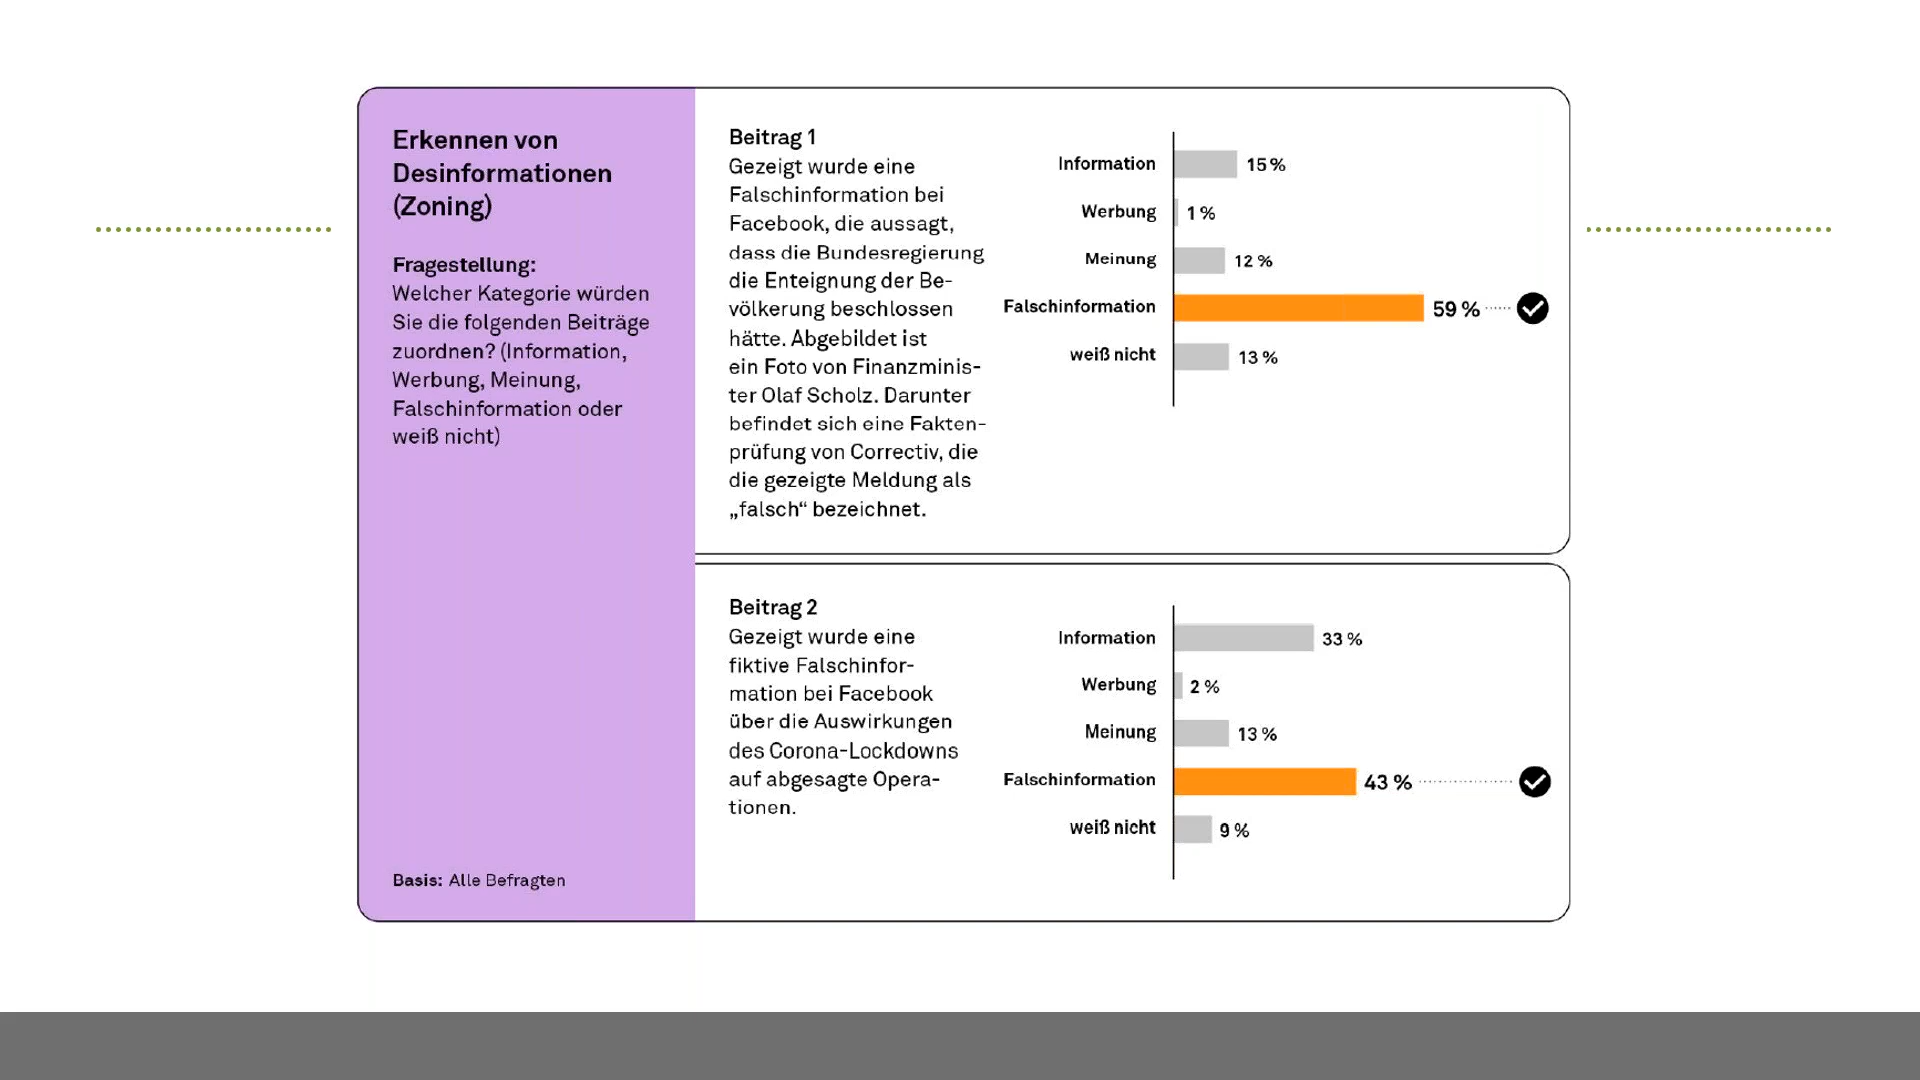 Erkennen von
Desinformationen
(Zoning)
Fragestellung:
Welcher Kategorie würden
Sie die folgenden Beiträge
zuordnen? (Information,
Werbung, Meinung,
Falschinformation oder
weiß nicht)
Basis: Alle Befragten
Beitrag 1
Gezeigt wurde eine
Falschinformation bei
Facebook, die aussagt,
dass die Bundesregierung
die Enteignung der Be-
völkerung beschlossen
hätte. Abgebildet ist
ein Foto von Finanzminis-
ter Olaf Scholz. Darunter
befindet sich eine Fakten-
prüfung von Correctiv, die
die gezeigte Meldung als
„falsch“ bezeichnet.
Information 15 %
Werbung 1 %
Meinung 12 %
Falschinformation 59 %
weiß nicht 13 %
Beitrag 2
Gezeigt wurde eine
fiktive Falschinfor-
mation bei Facebook
über die Auswirkungen
des Corona-Lockdowns
auf abgesagte Opera-
tionen.
Information 33 %
Werbung 2 %
Meinung 13 %
Falschinformation 43 %
weiß nicht 9 %